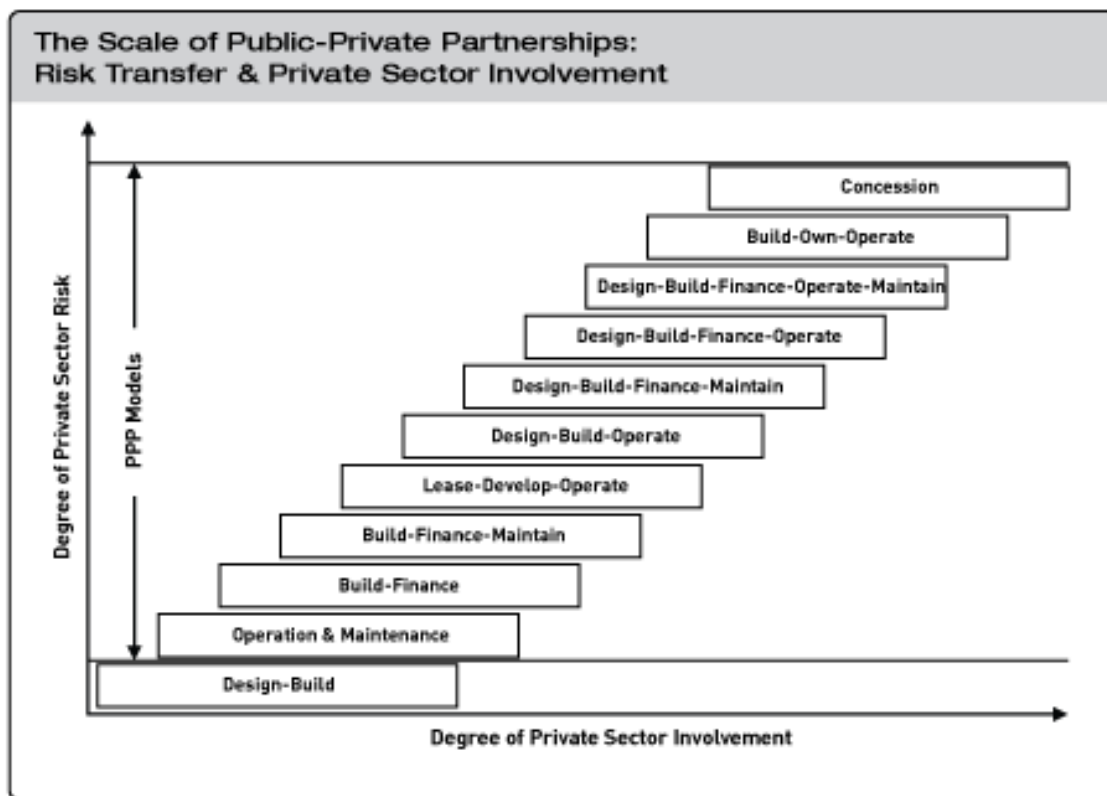 The Scale of Public-Private Partnerships:
Risk Transfer & Private Sector Involvement
Concession
Build-Own-Operate
Design-Build-Finance-Operate-Maintain
Design-Build-Finance-Operate
Design-Build-Finance-Maintain
Design-Build-Operate
Lease-Develop-Operate
Build-Finance-Maintain
Build-Finance
Operation & Maintenance
Design-Build
PPP Models
Degree of Private Sector Risk
Degree of Private Sector Involvement